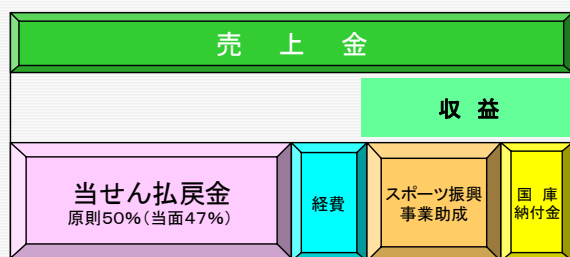 売上金
収益
当せん払戻金
原則50%(当面47%)
経費
スポーツ振興
事業助成
国庫
納付金